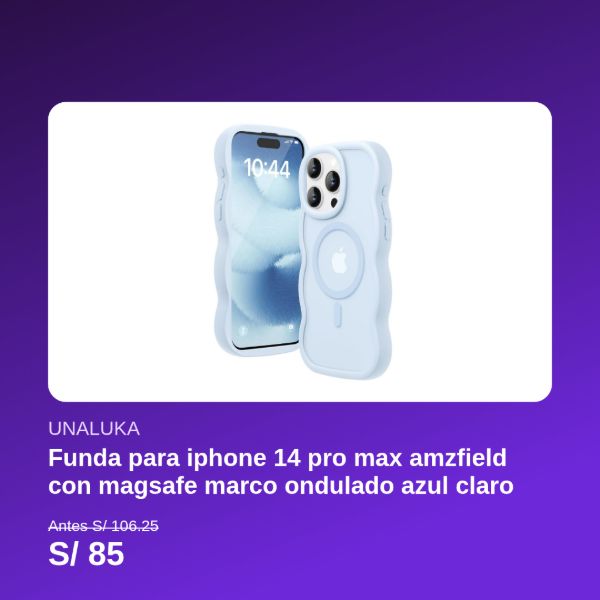 10:44
UNALUKA
Funda para iphone 14 pro max amzfield
con magsafe marco ondulado azul claro
Antes S/ 106.25
S/ 85